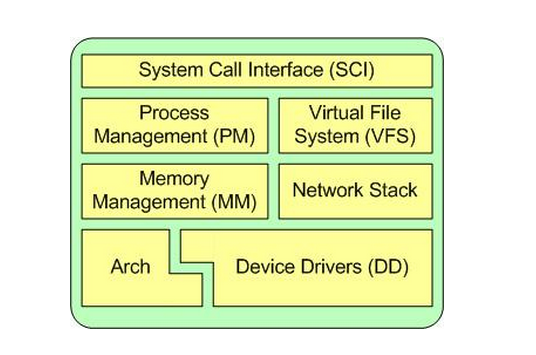 System Call Interface (SCI)
Process
Management (PM)
Virtual File
System (VFS)
Memory
Management (MM)
Network Stack
Arch
Device Drivers (DD)